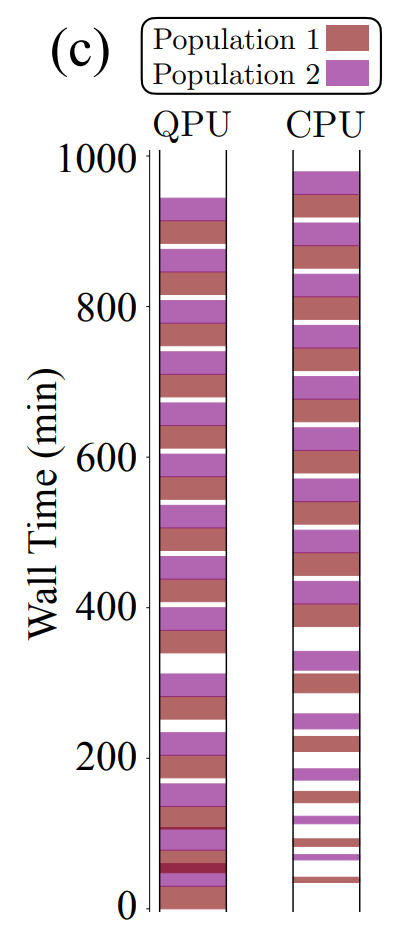 (c)
Population 1
Population 2
QPU
CPU
1000
800
600
400
200
0
Wall Time (min)